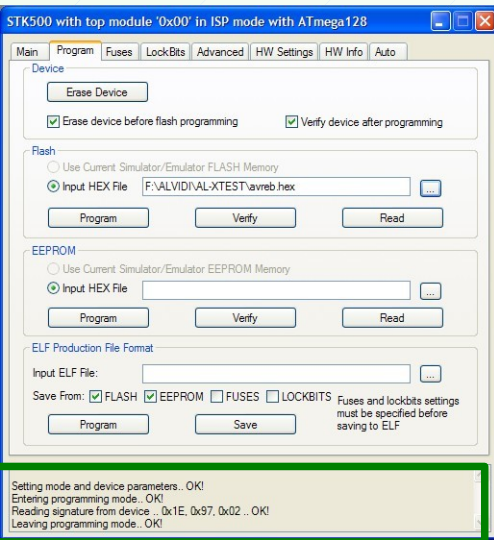 STK500 with top module '0x00' in ISP mode with ATmega128
Main Program Fuses LockBits Advanced HW Settings HW Info Auto
Device
Erase Device
Erase device before flash programming Verify device after programming
Flash
Use Current Simulator/Emulator FLASH Memory
Input HEX File F:\ALVIDI\AL-XTEST\avreb.hex ...
Program Verify Read
EEPROM
Use Current Simulator/Emulator EEPROM Memory
Input HEX File ...
Program Verify Read
ELF Production File Format
Input ELF File: ...
Save From: FLASH EEPROM FUSES LOCKBITS Fuses and lockbits settings
must be specified before
Program Save saving to ELF
Setting mode and device parameters.. OK!
Entering programming mode.. OK!
Reading signature from device .. 0x1E, 0x97, 0x02 .. OK!
Leaving programming mode.. OK!